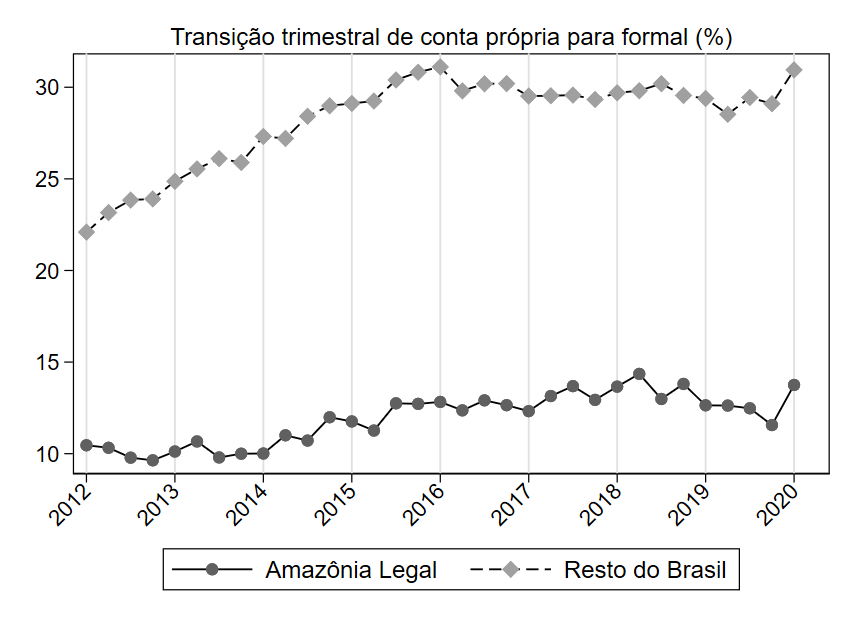 Transição trimestral de conta própria para formal (%)
30
25
20
15
10
2012 2013 2014 2015 2016 2017 2018 2019 2020
Amazônia Legal Resto do Brasil